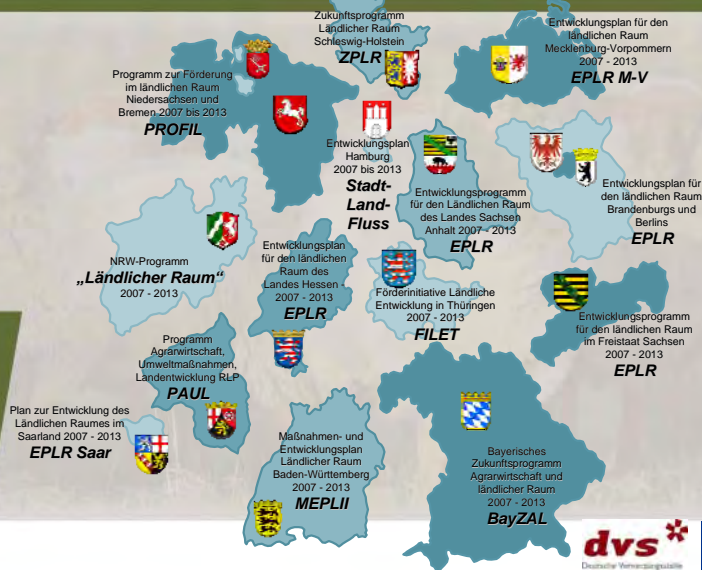 Zukunftsprogramm
Ländlicher Raum
Schleswig-Holstein
ZPLR
Entwicklungsplan für den
ländlichen Raum
Mecklenburg-Vorpommern
2007 - 2013
EPLR M-V
Programm zur Förderung
im ländlichen Raum
Niedersachsen und
Bremen 2007 bis 2013
PROFIL
Entwicklungsplan
Hamburg
2007 bis 2013
Stadt-
Land-
Fluss
Entwicklungsprogramm
für den Ländlichen Raum
des Landes Sachsen
Anhalt 2007 - 2013
EPLR
Entwicklungsplan für
den ländlichen Raum
Brandenburgs und
Berlins
EPLR
NRW-Programm
„Ländlicher Raum“
2007 - 2013
Entwicklungsplan
für den ländlichen
Raum des
Landes Hessen -
2007 - 2013
EPLR
Förderinitiative Ländliche
Entwicklung in Thüringen
2007 - 2013
FILET
Entwicklungsprogramm
für den ländlichen Raum
im Freistaat Sachsen
2007 - 2013
EPLR
Programm
Agrarwirtschaft,
Umweltmaßnahmen,
Landentwicklung RLP
PAUL
Plan zur Entwicklung des
Ländlichen Raumes im
Saarland 2007 - 2013
EPLR Saar
Maßnahmen- und
Entwicklungsplan
Ländlicher Raum
Baden-Württemberg
2007 - 2013
MEPLII
Bayerisches
Zukunftsprogramm
Agrarwirtschaft und
ländlicher Raum
2007 - 2013
BayZAL
dvs
Deutsche Vernetzungsstelle